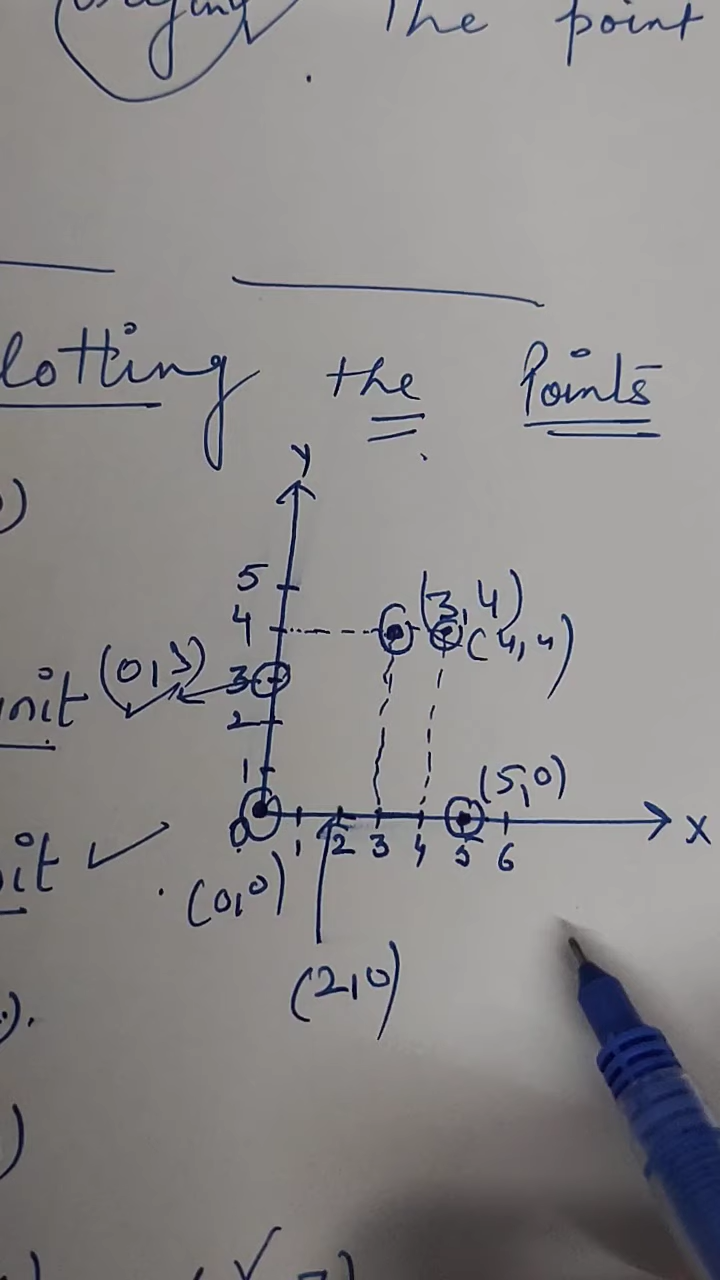 The point
lotting the Points
Y
5
4 (3,4)
(4,4)
(0,3) 3
nit
2
1 (5,0)
0 1 2 3 4 5 6 X
it ✓
(0,0)
(2,0)